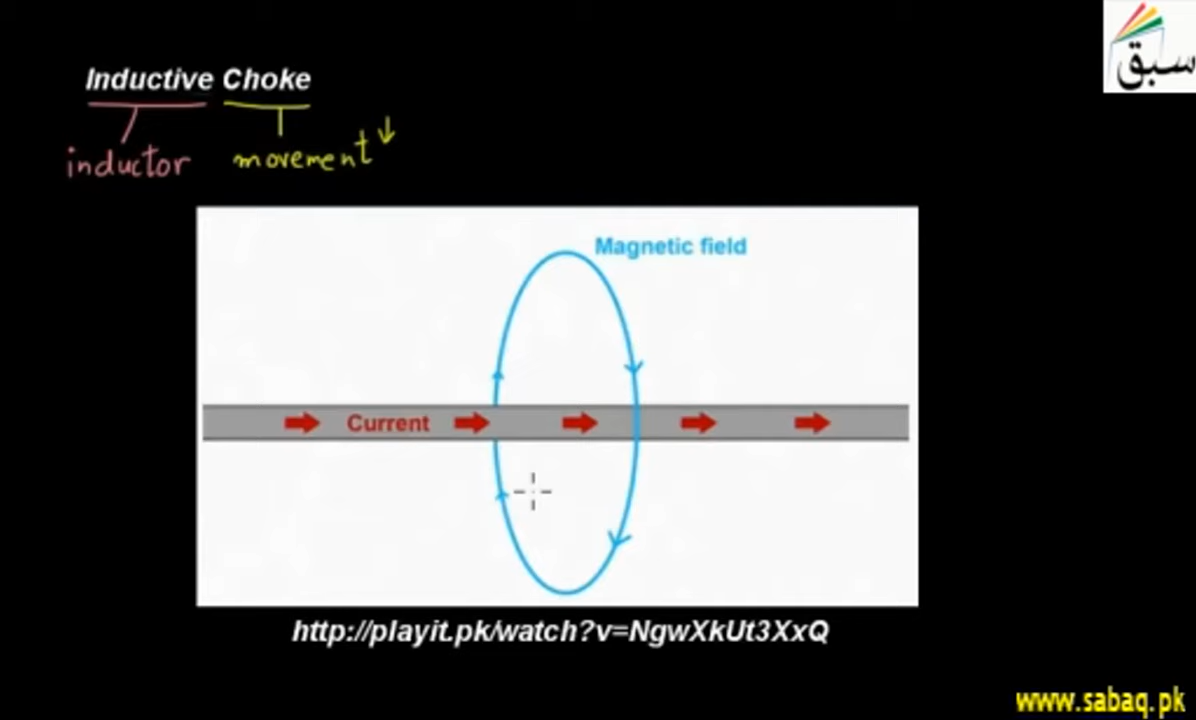 سبق
Inductive Choke
inductor movement↓
Magnetic field
Current
http://playit.pk/watch?v=NgwXkUt3XxQ
www.sabaq.pk